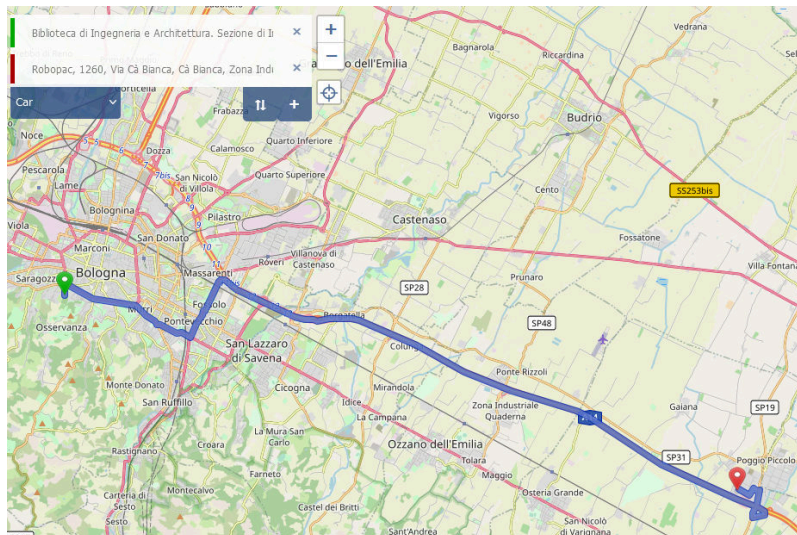 Vedrana
Biblioteca di Ingegneria e Architettura. Sezione di I
×
+
−
Bagnarola
Riccardina
Robopac, 1260, Via Cà Bianca, Cà Bianca, Zona Indu
×
o dell'Emilia
Car
orticella
Frabazza
Vigorso
Budrio
Noce
Dozza
Calamosco
Quarto Inferiore
Pescarola
Lame
7bis
San Nicolò
di Villola
Quarto Superiore
Cento
SS253bis
Bolognina
Pilastro
Castenaso
Viola
San Donato
Marconi
Fossatone
Saragozza
Bologna
Massarenti
Roveri
Villanova di
Castenaso
Villa Fontana
Prunaro
SP28
Osservanza
Murri
Fossolo
Pontevecchio
Borgatella
SP48
San Lazzaro
di Savena
Colung
Monte Donato
Cicogna
Mirandola
Ponte Rizzoli
San Ruffillo
Idice
La Campana
Zona Industriale
Quaderna
Gaiana
SP19
La Mura San
Carlo
Croara
Ozzano dell'Emilia
Rastignano
Tolara
SP31
Poggio Piccolo
Farneto
Maggio
Montecalvo
Carteria di
Sesto
Osteria Grande
Castel dei Britti
Sesto
San Nicolò
di Varignana
Sant'Andrea